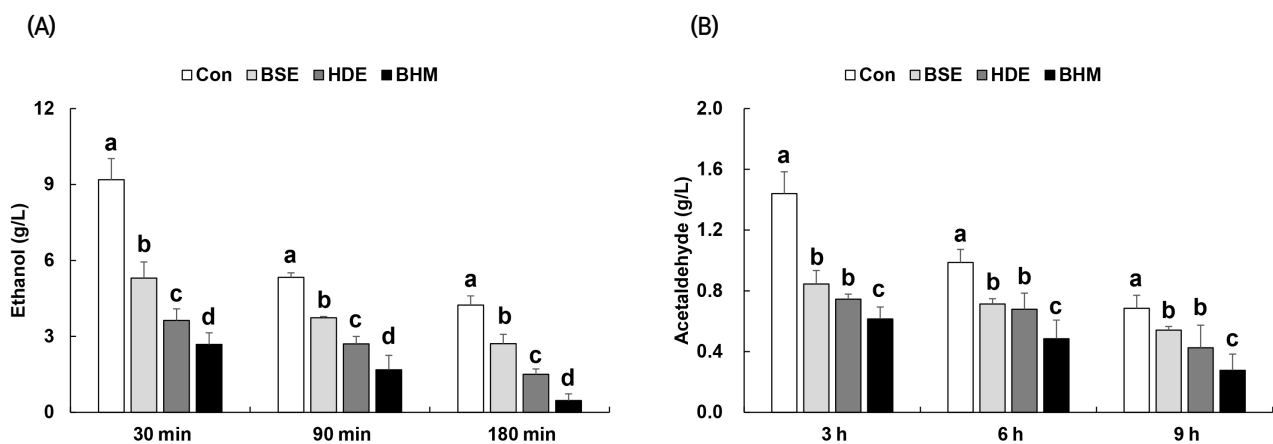 (A)
Con BSE HDE BHM
Ethanol (g/L)
12
9
6
3
0
a
b
c
d
a
b
c
d
a
b
c
d
30 min 90 min 180 min
(B)
Con BSE HDE BHM
Acetaldehyde (g/L)
2.0
1.6
1.2
0.8
0.4
0.0
a
b
b
c
a
b
b
c
a
b
b
c
3 h 6 h 9 h